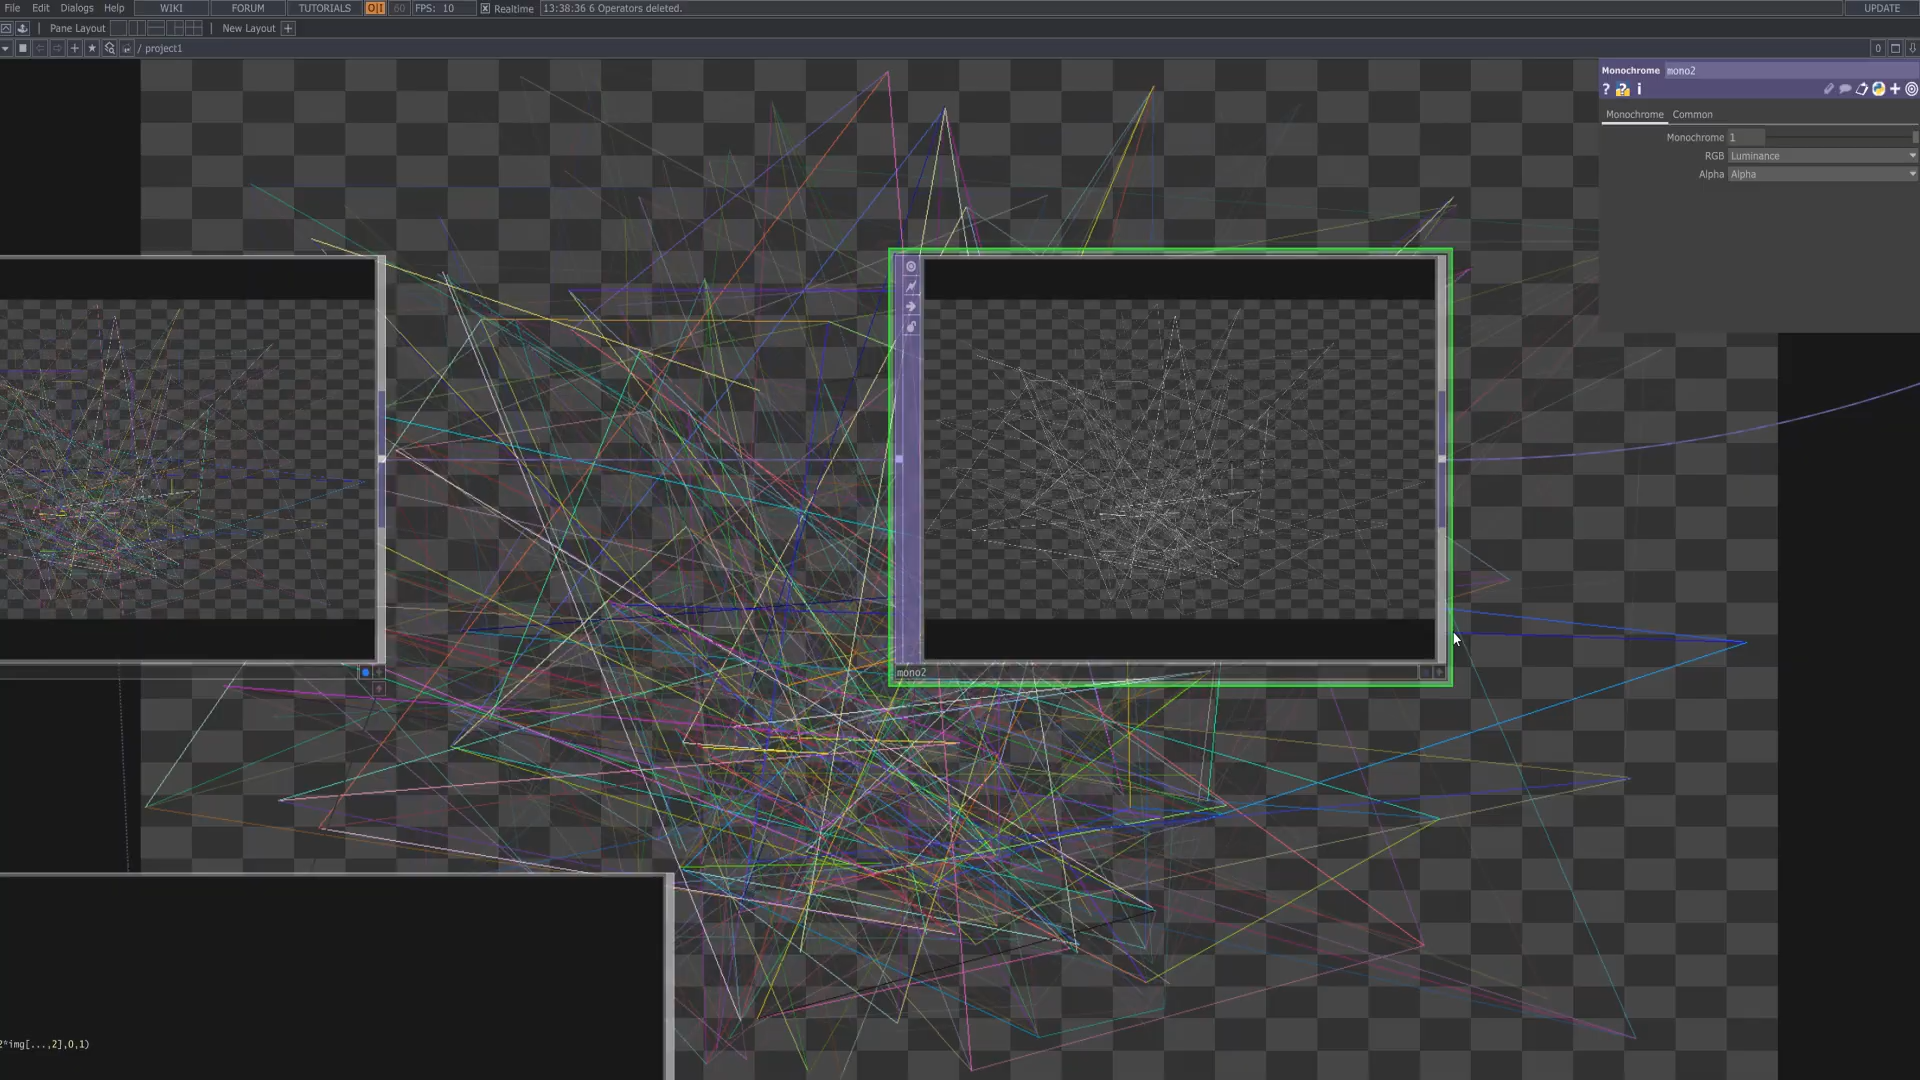 File Edit Dialogs Help WIKI FORUM TUTORIALS O|I 60 FPS: 10 Realtime 13:38:36 6 Operators deleted. UPDATE
Pane Layout New Layout
/ project1 0
Monochrome mono2
Monochrome Common
Monochrome 1
RGB Luminance
Alpha Alpha
mono2
2*img[...,2],0,1)